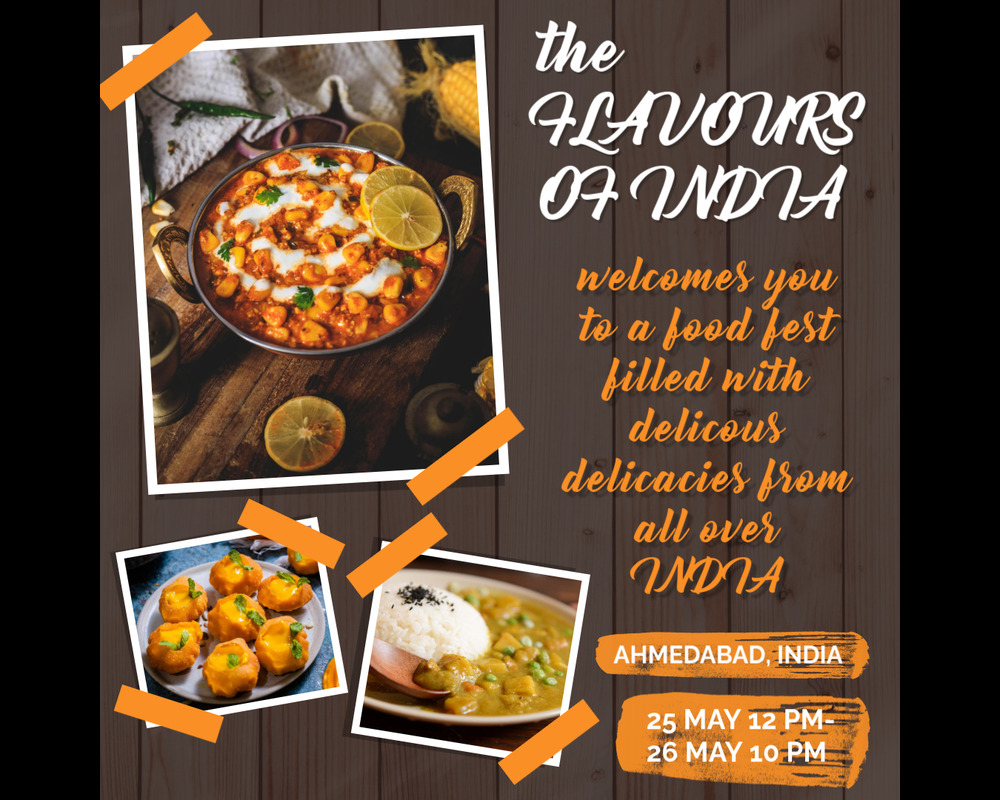 the
FLAVOURS
OF INDIA
welcomes you
to a food fest
filled with
delicous
delicacies from
all over
INDIA
AHMEDABAD, INDIA
25 MAY 12 PM-
26 MAY 10 PM